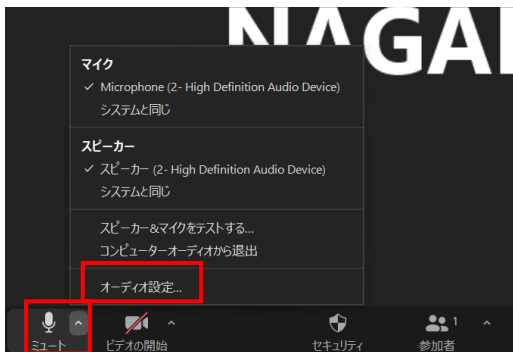 NAGA
マイク
✓ Microphone (2- High Definition Audio Device)
システムと同じ
スピーカー
✓ スピーカー (2- High Definition Audio Device)
システムと同じ
スピーカー&マイクをテストする...
コンピューターオーディオから退出
オーディオ設定...
ミュート
ビデオの開始
セキュリティ
1
参加者